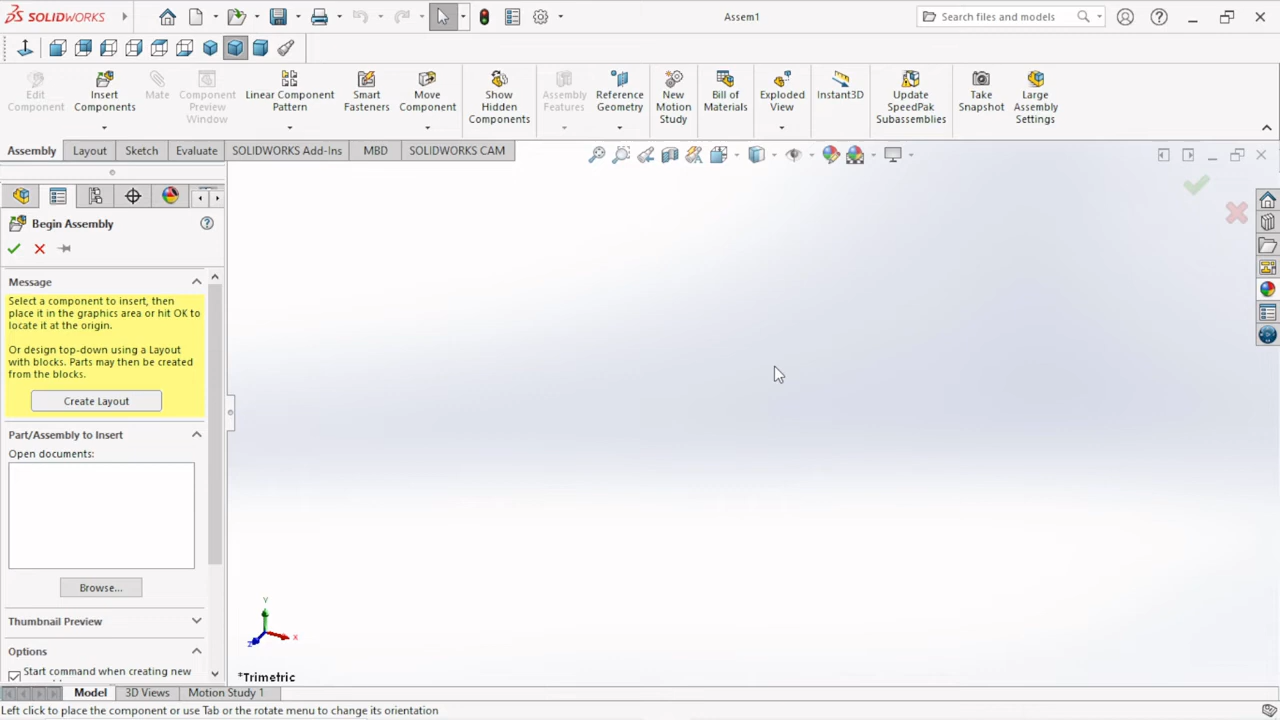 SOLIDWORKS
Assem1
Search files and models
Edit
Component
Insert
Components
Mate
Component
Preview
Window
Linear Component
Pattern
Smart
Fasteners
Move
Component
Show
Hidden
Components
Assembly
Features
Reference
Geometry
New
Motion
Study
Bill of
Materials
Exploded
View
Instant3D
Update
SpeedPak
Subassemblies
Take
Snapshot
Large
Assembly
Settings
Assembly
Layout
Sketch
Evaluate
SOLIDWORKS Add-Ins
MBD
SOLIDWORKS CAM
Begin Assembly
Message
Select a component to insert, then
place it in the graphics area or hit OK to
locate it at the origin.
Or design top-down using a Layout
with blocks. Parts may then be created
from the blocks.
Create Layout
Part/Assembly to Insert
Open documents:
Browse...
Thumbnail Preview
Options
Start command when creating new
Y
X
Z
*Trimetric
Model
3D Views
Motion Study 1
Left click to place the component or use Tab or the rotate menu to change its orientation